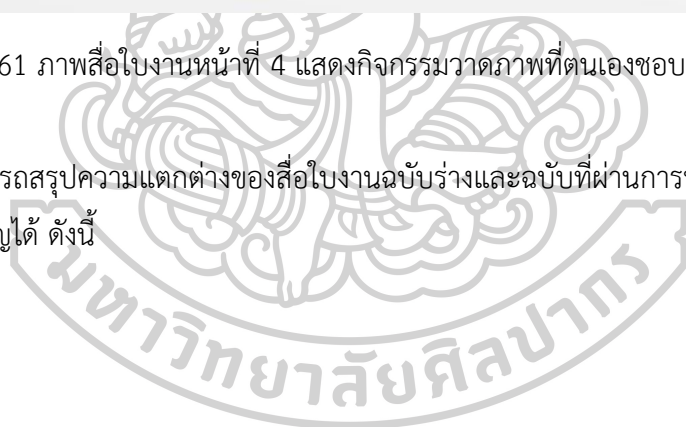 61 ภาพสื่อใบงานหน้าที่ 4 แสดงกิจกรรมวาดภาพที่ตนเองชอบ
รถสรุปความแตกต่างของสื่อใบงานฉบับร่างและฉบับที่ผ่านการ
ญได้ ดังนี้
มหาวิทยาลัยศิลปากร